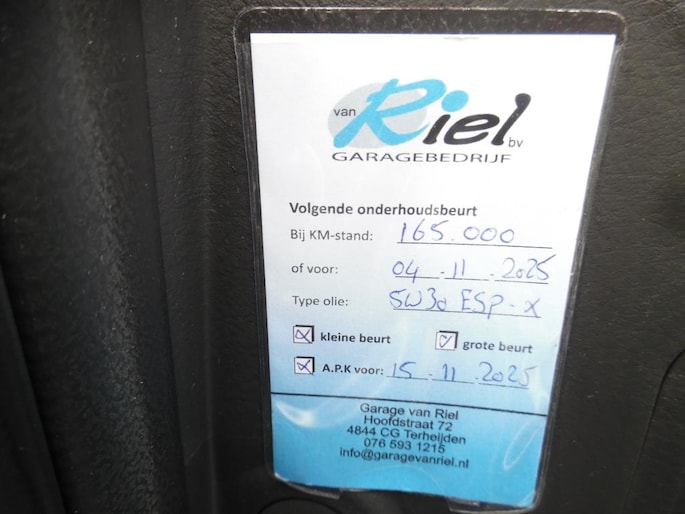 van Riel bv
GARAGEBEDRIJF
Volgende onderhoudsbeurt
Bij KM-stand: 165.000
of voor: 04 . 11 . 2025
Type olie: 5W30 ESP-X
kleine beurt grote beurt
A.P.K voor: 15 . 11 . 2025
Garage van Riel
Hoofdstraat 72
4844 CG Terheijden
076 593 1215
info@garagevanriel.nl